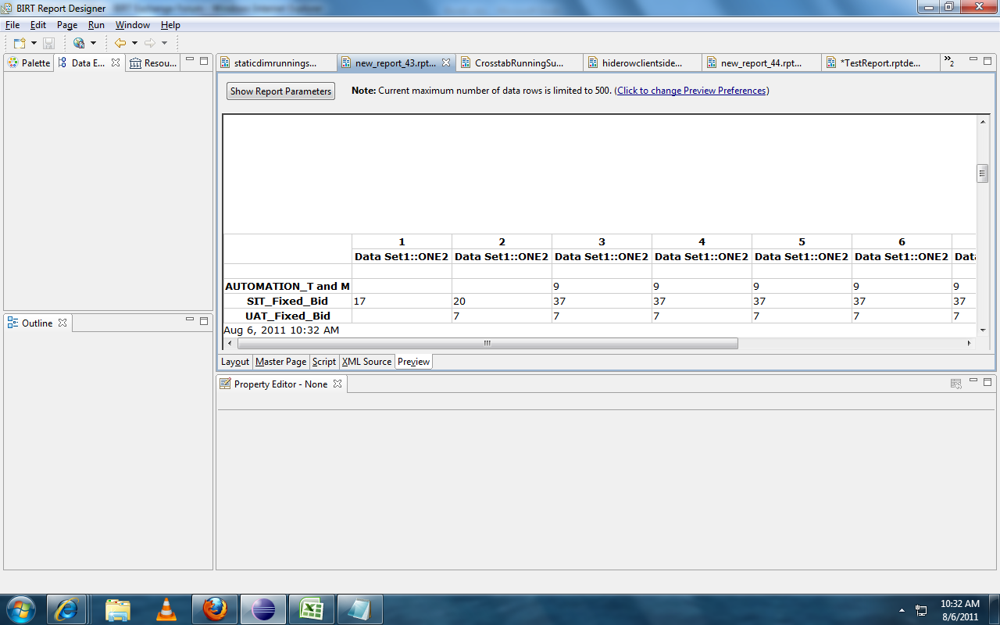 BIRT Report Designer
File Edit Page Run Window Help
Palette Data E... Resou...
staticdimrunnings... new_report_43.rpt... CrosstabRunningSu... hiderowclientside... new_report_44.rpt... *TestReport.rptde... »2
Show Report Parameters Note: Current maximum number of data rows is limited to 500. (Click to change Preview Preferences)
1 2 3 4 5 6
Data Set1::ONE2 Data Set1::ONE2 Data Set1::ONE2 Data Set1::ONE2 Data Set1::ONE2 Data Set1::ONE2 Data
AUTOMATION_T and M 9 9 9 9 9
SIT_Fixed_Bid 17 20 37 37 37 37 37
UAT_Fixed_Bid 7 7 7 7 7 7
Aug 6, 2011 10:32 AM
Outline
Layout Master Page Script XML Source Preview
Property Editor - None
10:32 AM
8/6/2011